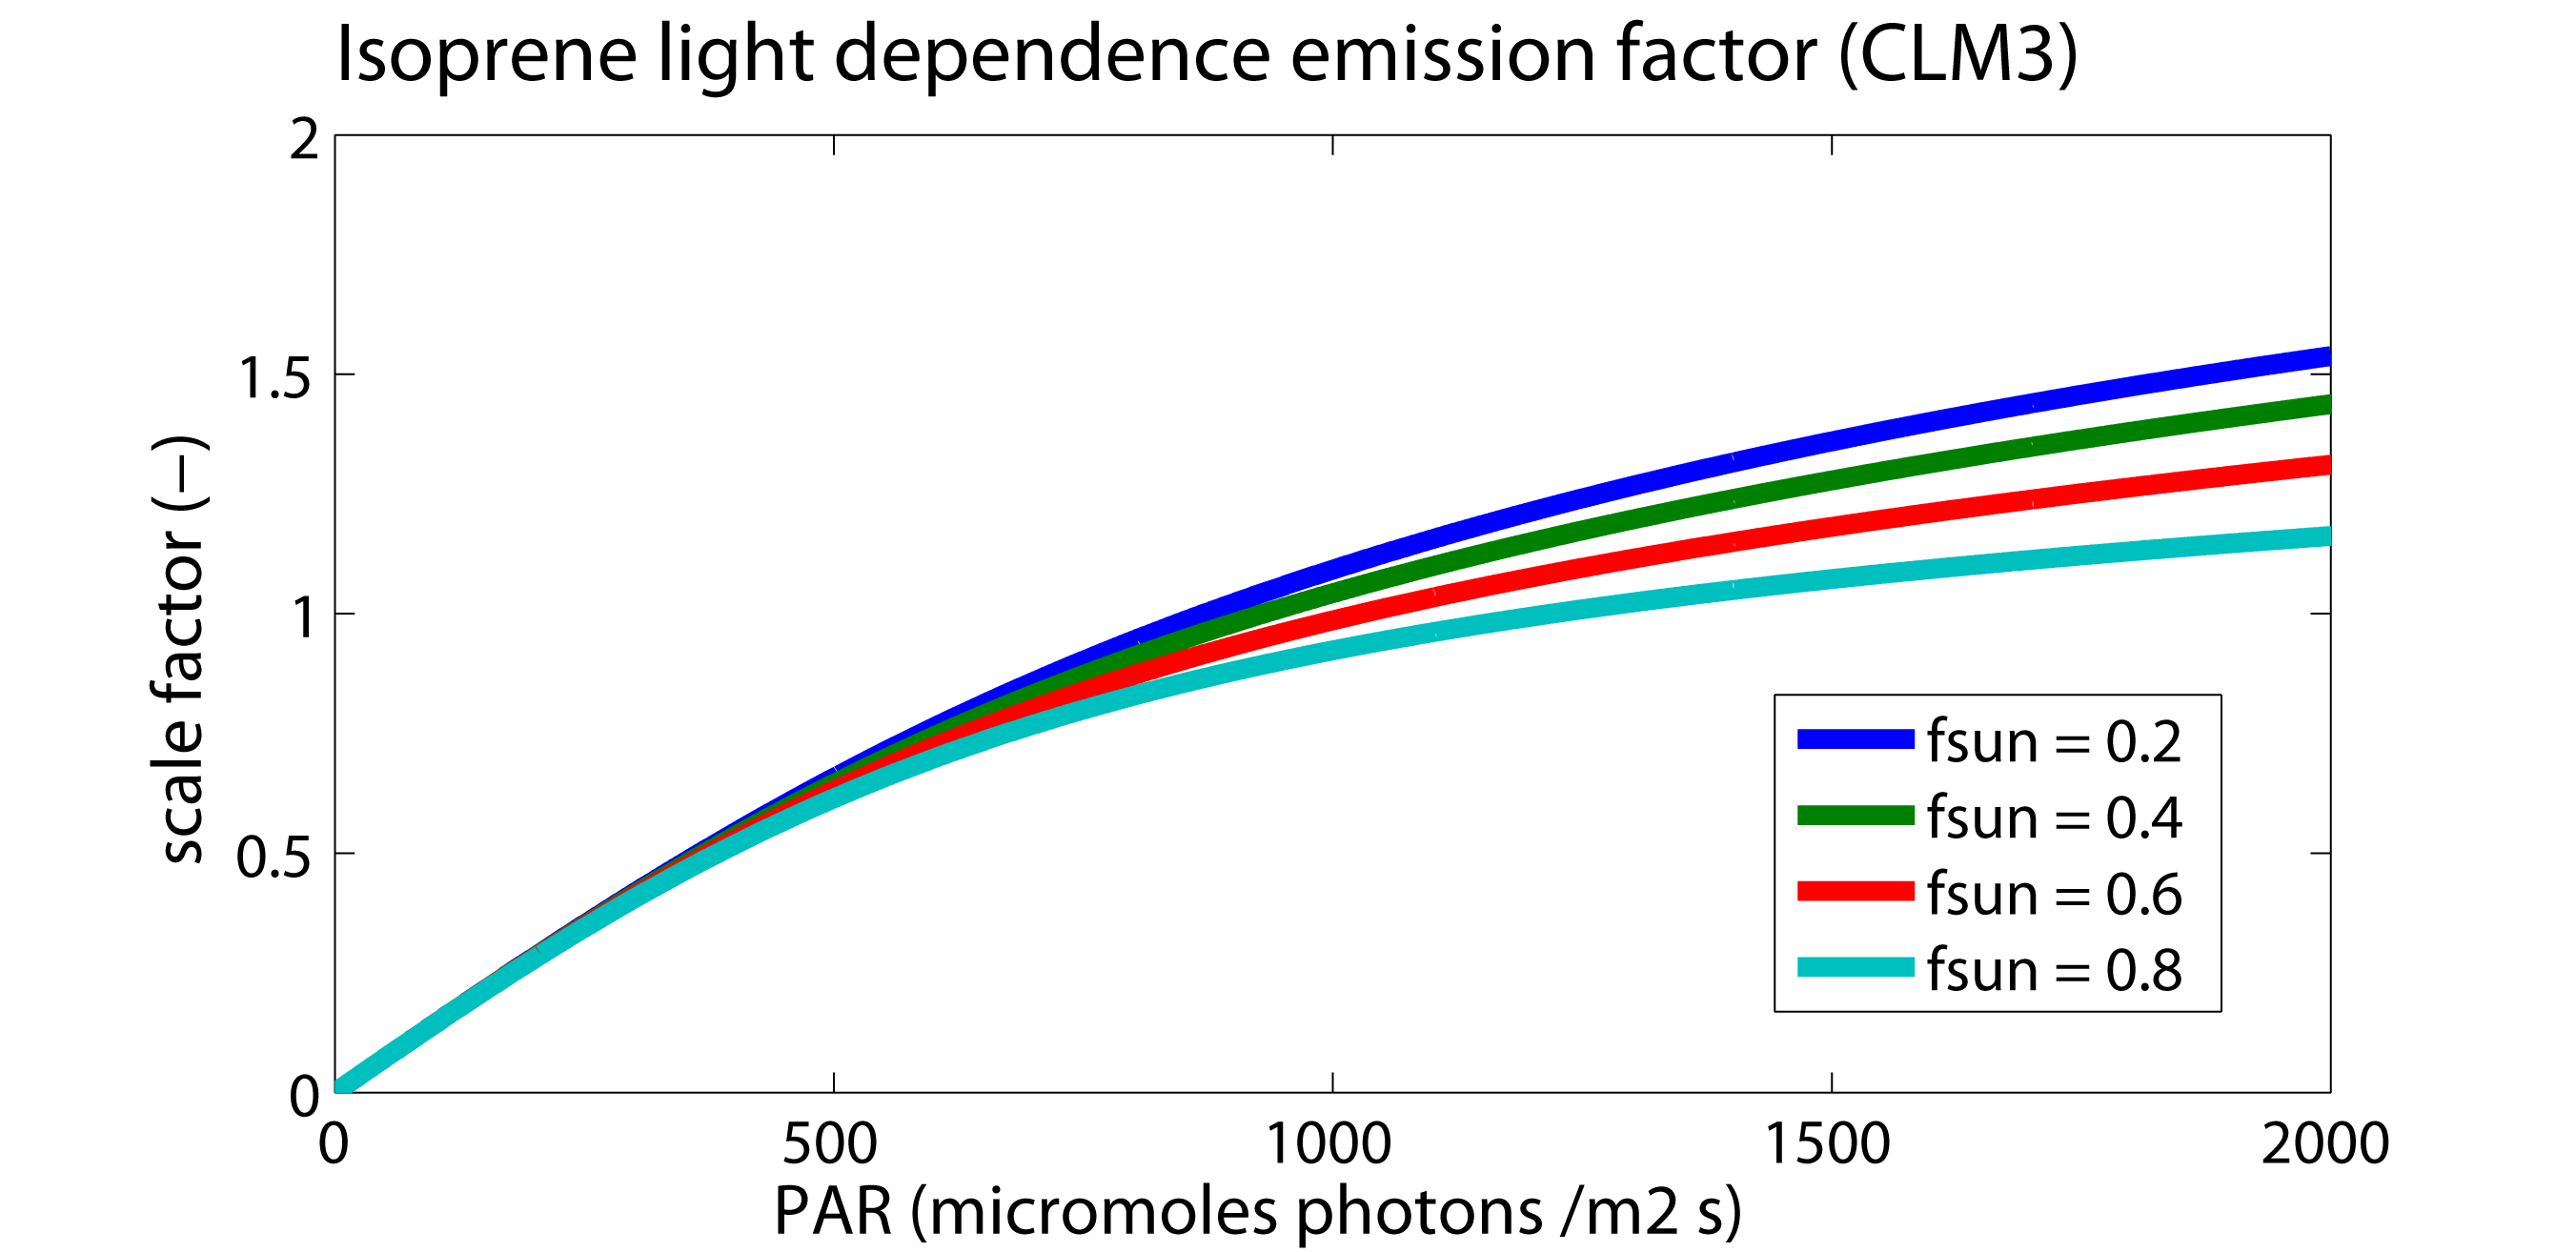 Isoprene light dependence emission factor (CLM3)
2
1.5
1
0.5
0
scale factor (−)
fsun = 0.2
fsun = 0.4
fsun = 0.6
fsun = 0.8
0 500 1000 1500 2000
PAR (micromoles photons /m2 s)